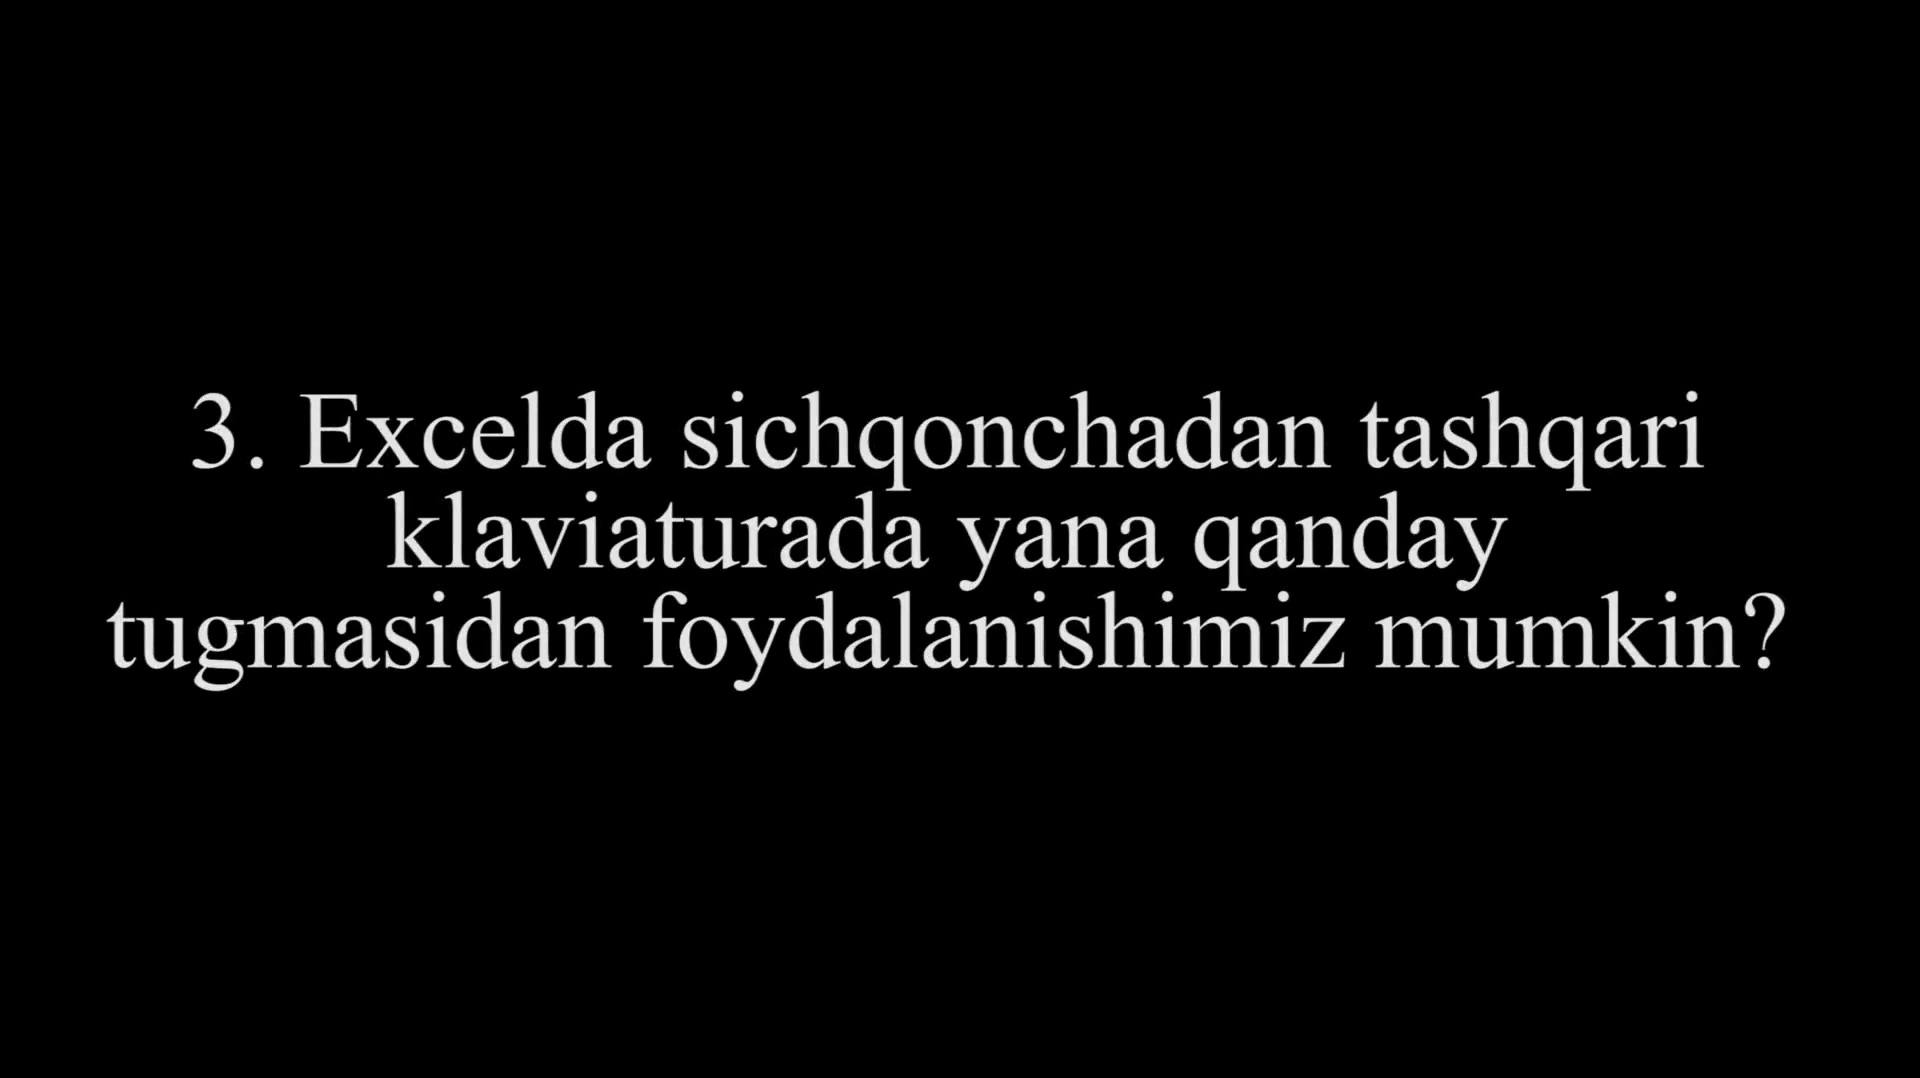 3. Excelda sichqonchadan tashqari
klaviaturada yana qanday
tugmasidan foydalanishimiz mumkin?